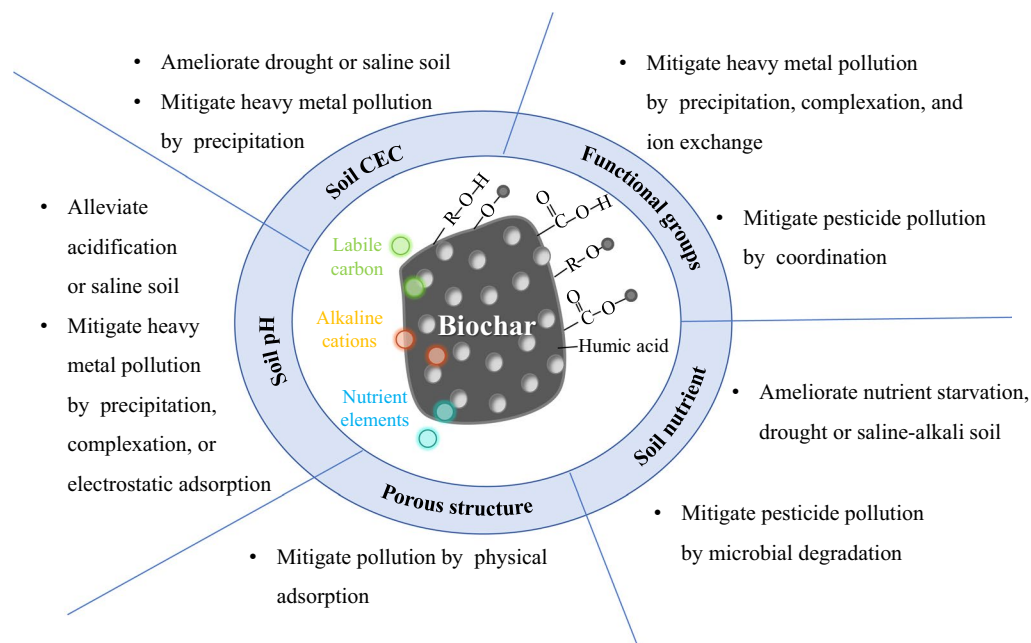 • Ameliorate drought or saline soil
• Mitigate heavy metal pollution
by precipitation
• Mitigate heavy metal pollution
by precipitation, complexation, and
ion exchange
• Mitigate pesticide pollution
by coordination
• Ameliorate nutrient starvation,
drought or saline-alkali soil
• Mitigate pesticide pollution
by microbial degradation
• Mitigate pollution by physical
adsorption
• Alleviate
acidification
or saline soil
• Mitigate heavy
metal pollution
by precipitation,
complexation, or
electrostatic adsorption
Soil CEC
Functional groups
Soil nutrient
Porous structure
Soil pH
Labile
carbon
Alkaline
cations
Nutrient
elements
Biochar
R-O-H
O
O
C-O-H
R-O
O
C-O
Humic acid